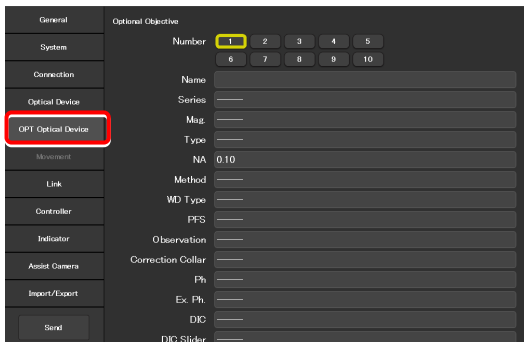 General
System
Connection
Optical Device
OPT Optical Device
Movement
Link
Controller
Indicator
Assist Camera
Import/Export
Send
Optional Objective
Number 1 2 3 4 5
6 7 8 9 10
Name
Series ——
Mag. ——
Type ——
NA 0.10
Method ——
WD Type ——
PFS ——
Observation ——
Correction Collar ——
Ph ——
Ex. Ph. ——
DIC ——
DIC Slider ——